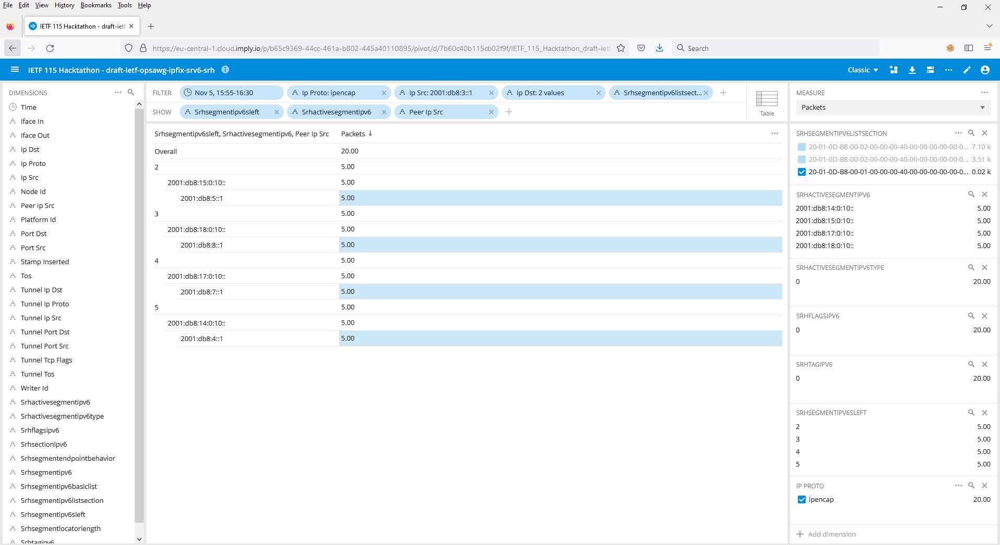 File Edit View History Bookmarks Tools Help
IETF 115 Hacktathon - draft-ietf-
https://eu-central-1.cloud.imply.io/p/b65c9369-44cc-461a-b802-445a40110895/pivot/d/7b60c40b115cb02f9f/IETF_115_Hacktathon_draft-ietf
Search
IETF 115 Hacktathon - draft-ietf-opsawg-ipfix-srv6-srh
Classic
DIMENSIONS
Time
Iface In
Iface Out
Ip Dst
Ip Proto
Ip Src
Node Id
Peer Ip Src
Platform Id
Port Dst
Port Src
Stamp Inserted
Tos
Tunnel Ip Dst
Tunnel Ip Proto
Tunnel Ip Src
Tunnel Port Dst
Tunnel Port Src
Tunnel Tcp Flags
Tunnel Tos
Writer Id
Srhactivesegmentipv6
Srhactivesegmentipv6type
Srhflagsipv6
Srhsectionipv6
Srhsegmentendpointbehavior
Srhsegmentipv6
Srhsegmentipv6basiclist
Srhsegmentipv6listsection
Srhsegmentipv6sleft
Srhsegmentlocatorlength
Srhtagipv6
FILTER Nov 5, 15:55-16:30 Ip Proto: ipencap Ip Src: 2001:db8:3::1 Ip Dst: 2 values Srhsegmentipv6listsect...
SHOW Srhsegmentipv6sleft Srhactivesegmentipv6 Peer Ip Src
Table
Srhsegmentipv6sleft, Srhactivesegmentipv6, Peer Ip Src Packets
Overall 20.00
2 5.00
2001:db8:15:0:10:: 5.00
2001:db8:5::1 5.00
3 5.00
2001:db8:18:0:10:: 5.00
2001:db8:8::1 5.00
4 5.00
2001:db8:17:0:10:: 5.00
2001:db8:7::1 5.00
5 5.00
2001:db8:14:0:10:: 5.00
2001:db8:4::1 5.00
MEASURE
Packets
SRHSEGMENTIPV6LISTSECTION
20-01-0D-B8-00-02-00-00-00-40-00-00-00-00-00-0... 7.10 k
20-01-0D-B8-00-02-00-00-00-40-00-00-00-00-00-0... 3.51 k
20-01-0D-B8-00-01-00-00-00-40-00-00-00-00-00-0... 0.02 k
SRHACTIVESEGMENTIPV6
2001:db8:14:0:10:: 5.00
2001:db8:15:0:10:: 5.00
2001:db8:17:0:10:: 5.00
2001:db8:18:0:10:: 5.00
SRHACTIVESEGMENTIPV6TYPE
0 20.00
SRHFLAGSIPV6
0 20.00
SRHTAGIPV6
0 20.00
SRHSEGMENTIPV6SLEFT
2 5.00
3 5.00
4 5.00
5 5.00
IP PROTO
ipencap 20.00
Add dimension